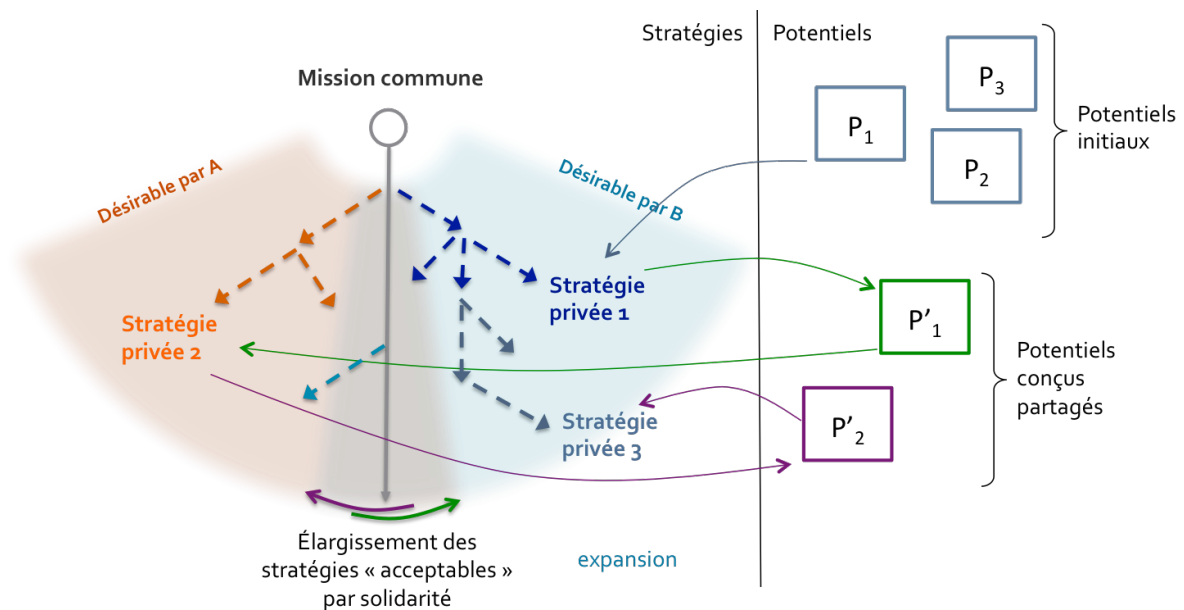 Stratégies
Potentiels
Mission commune
Désirable par A
Désirable par B
P3
P1
P2
Potentiels
initiaux
Stratégie
privée 1
Stratégie
privée 2
P'1
Potentiels
conçus
partagés
P'2
Stratégie
privée 3
Élargissement des
stratégies « acceptables »
par solidarité
expansion